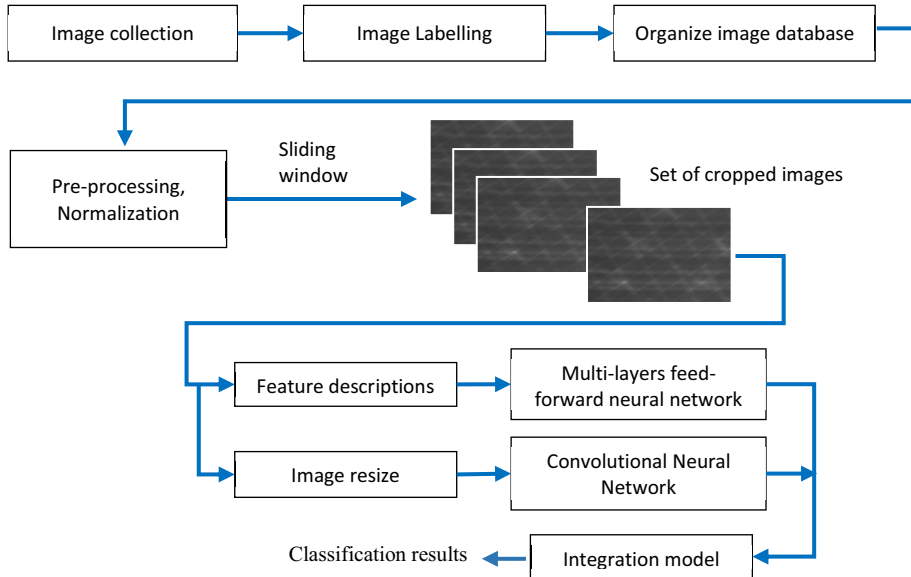 Image collection
Image Labelling
Organize image database
Pre-processing,
Normalization
Sliding
window
Set of cropped images
Feature descriptions
Multi-layers feed-
forward neural network
Image resize
Convolutional Neural
Network
Integration model
Classification results